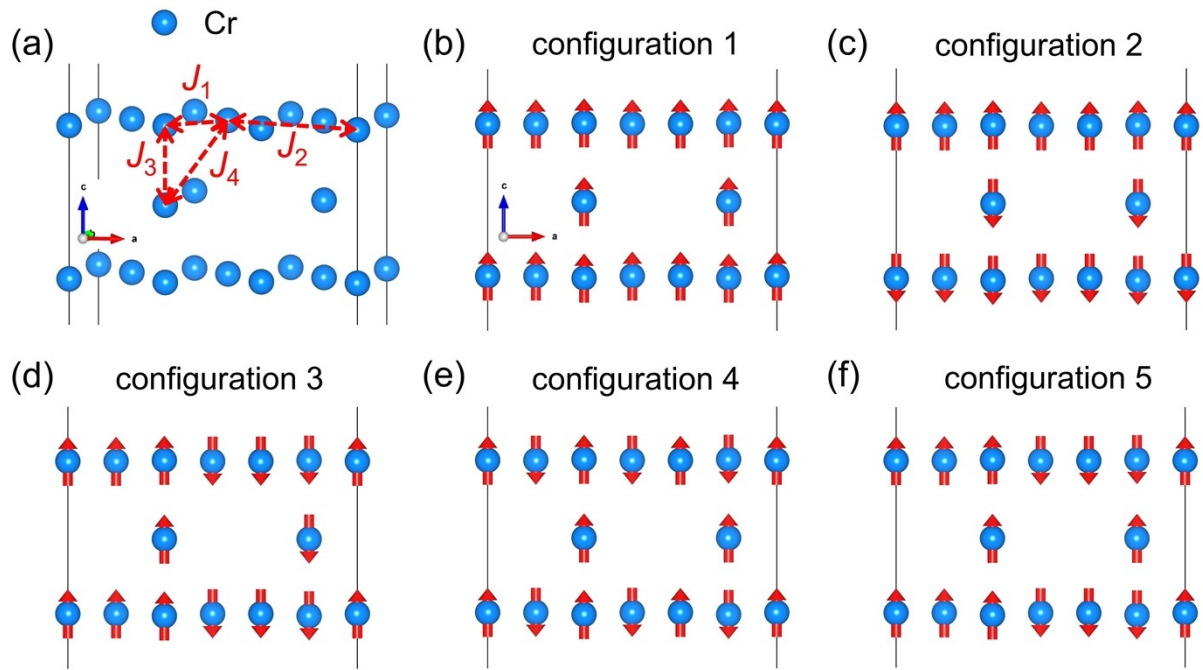 Cr
(a)
J1
J2
J3
J4
c
b
a
(b)
configuration 1
c
a
(c)
configuration 2
(d)
configuration 3
(e)
configuration 4
(f)
configuration 5